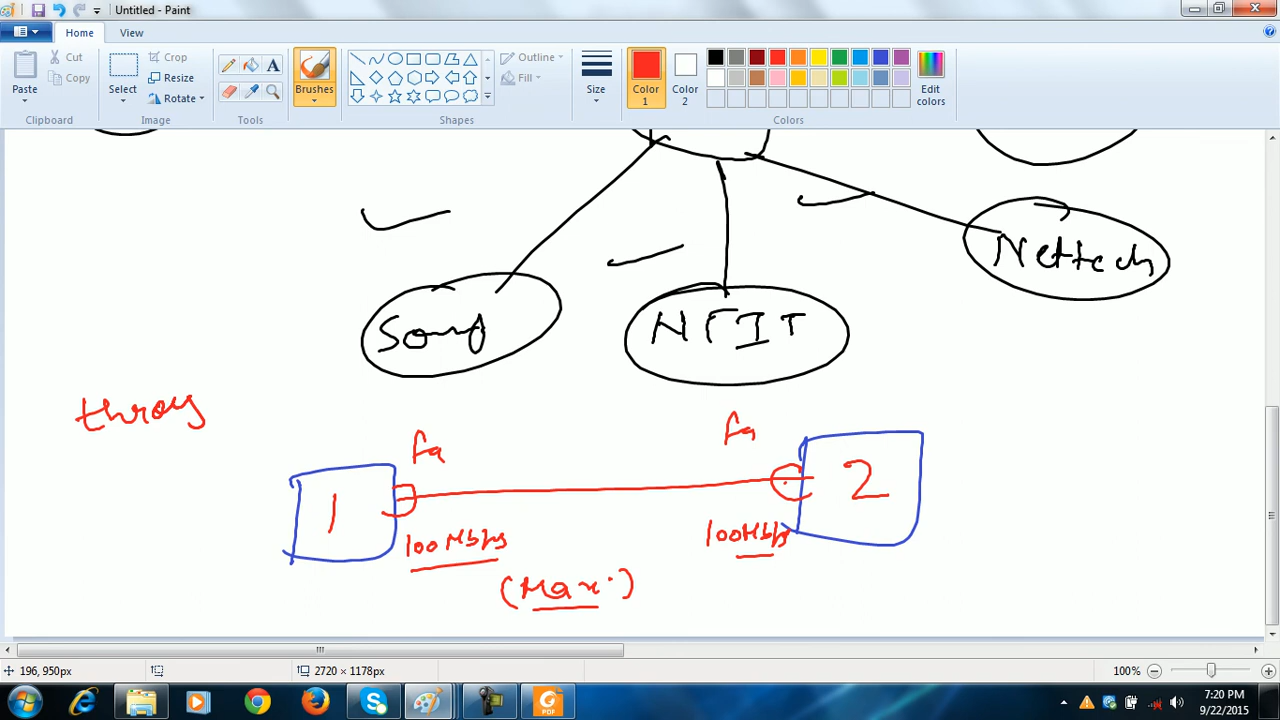 Untitled - Paint
Home
View
Paste
Cut
Copy
Clipboard
Select
Crop
Resize
Rotate
Image
A
Tools
Brushes
Outline
Fill
Shapes
Size
Color 1
Color 2
Edit colors
Colors
Nettech
Sony
NFIT
throu
fa
fa
1
2
100Mbps
100Mbps
(Max.)
196, 950px
2720 × 1178px
100%
PDF
7:20 PM
9/22/2015